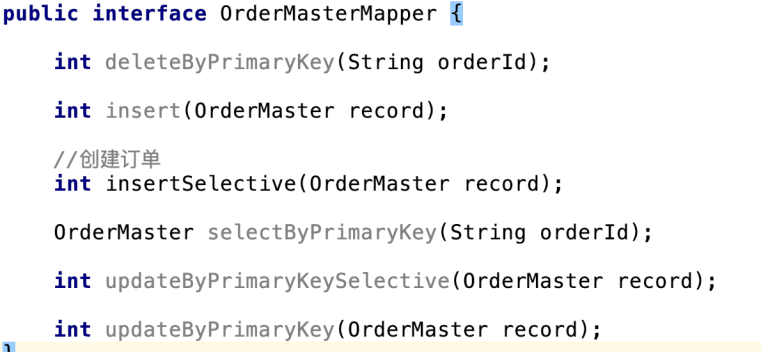 public interface OrderMasterMapper {
int deleteByPrimaryKey(String orderId);
int insert(OrderMaster record);
//创建订单
int insertSelective(OrderMaster record);
OrderMaster selectByPrimaryKey(String orderId);
int updateByPrimaryKeySelective(OrderMaster record);
int updateByPrimaryKey(OrderMaster record);
}